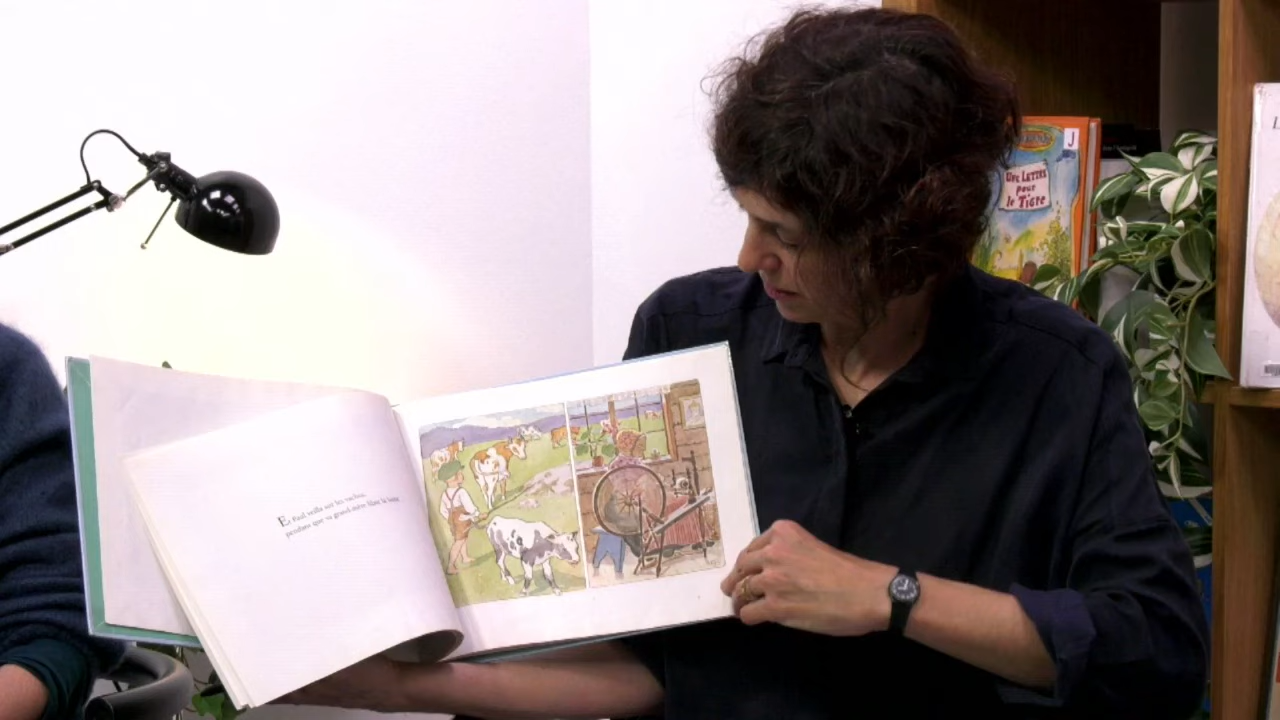 Et Paul veilla sur les vaches,
pendant que sa grand-mère filait la laine.
Une Lettre
pour
le Tigre
J